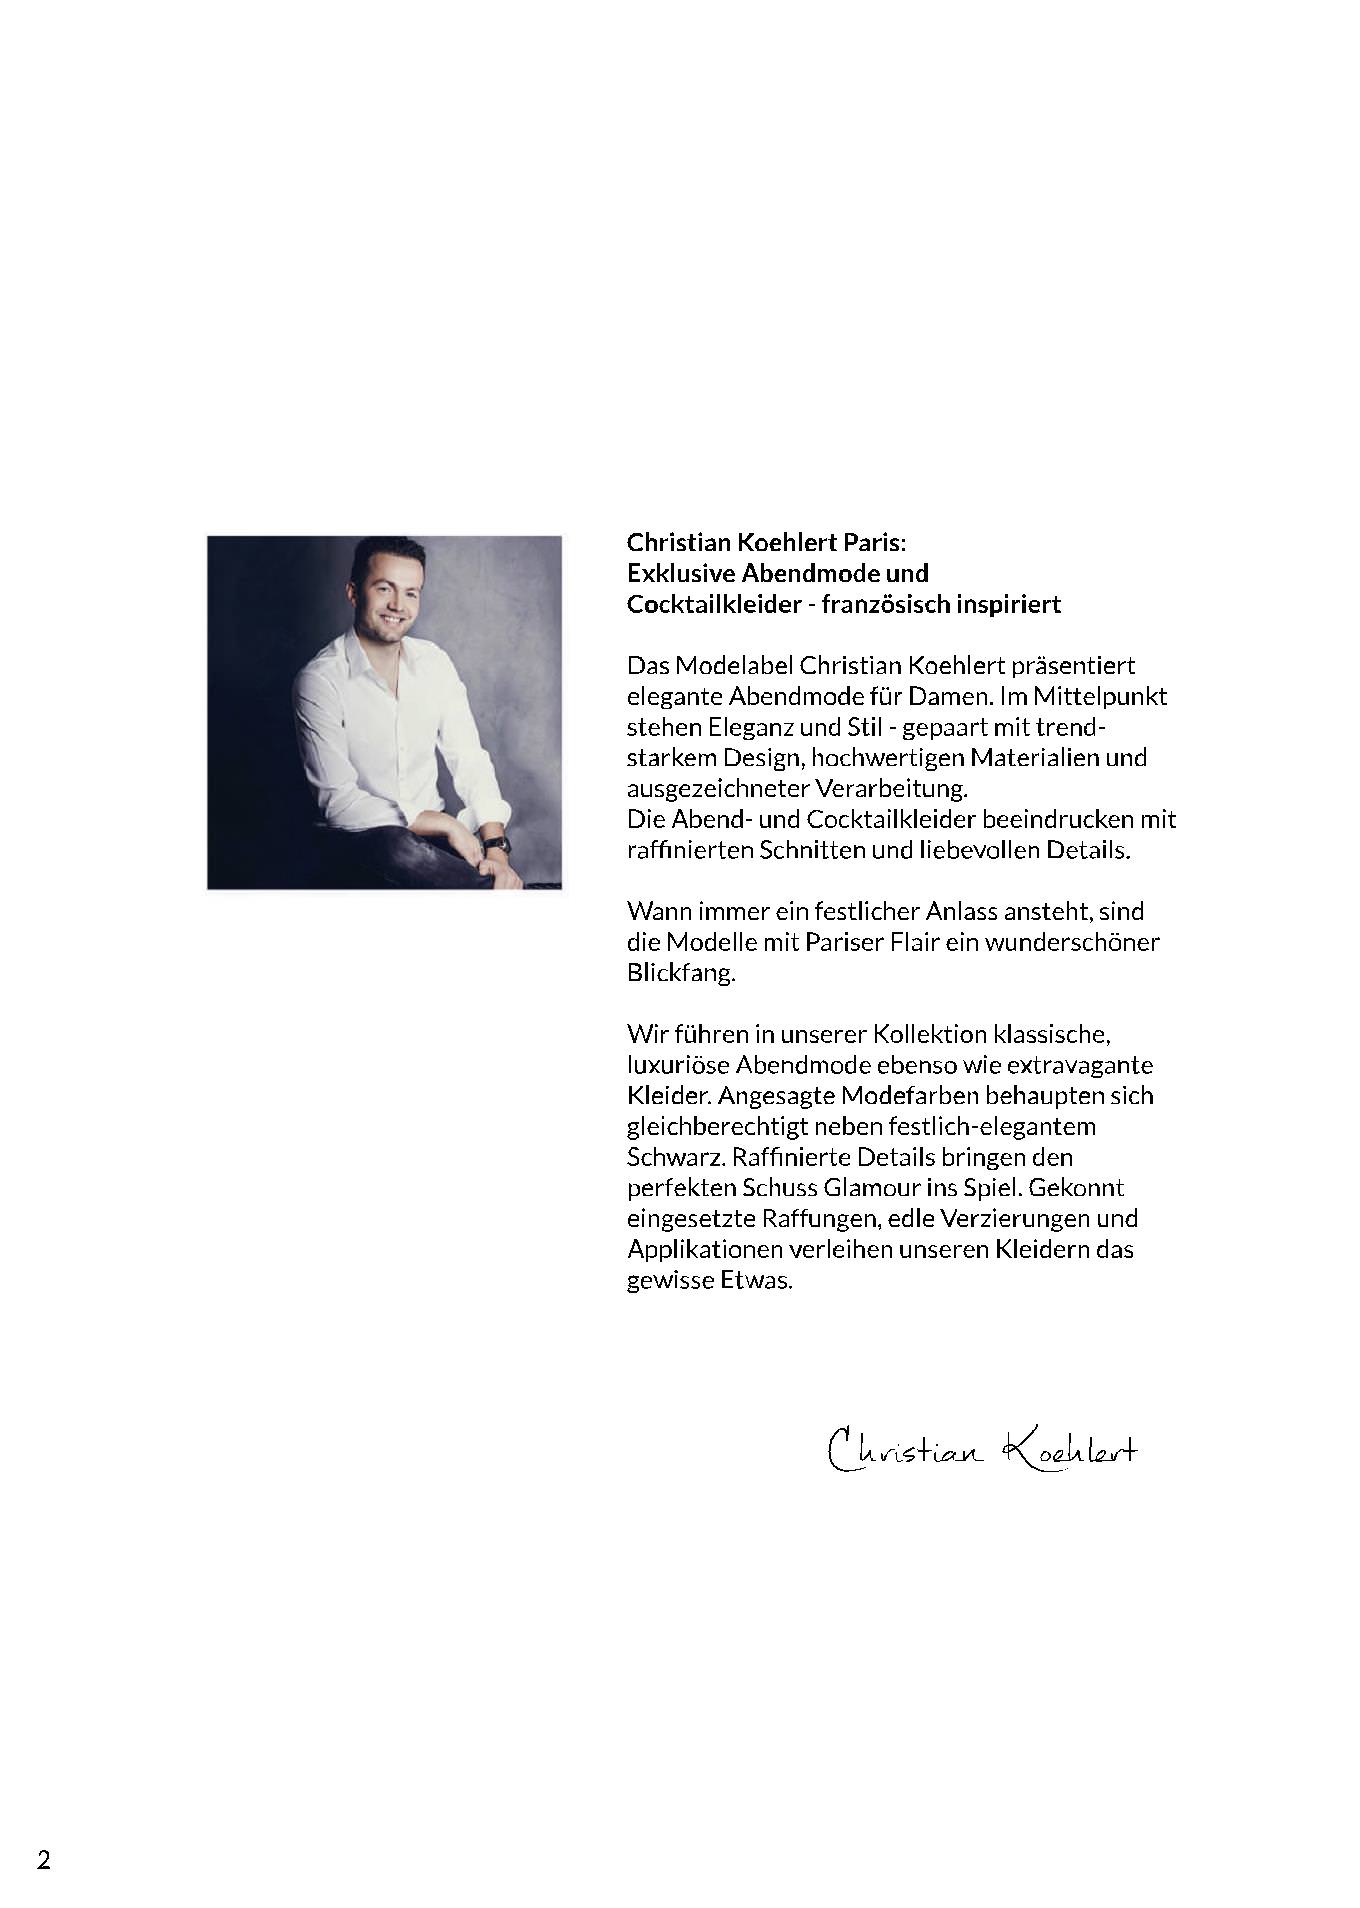 Christian Koehlert Paris:
Exklusive Abendmode und
Cocktailkleider - französisch inspiriert
Das Modelabel Christian Koehlert präsentiert
elegante Abendmode für Damen. Im Mittelpunkt
stehen Eleganz und Stil - gepaart mit trend-
starkem Design, hochwertigen Materialien und
ausgezeichneter Verarbeitung.
Die Abend- und Cocktailkleider beeindrucken mit
raffinierten Schnitten und liebevollen Details.
Wann immer ein festlicher Anlass ansteht, sind
die Modelle mit Pariser Flair ein wunderschöner
Blickfang.
Wir führen in unserer Kollektion klassische,
luxuriöse Abendmode ebenso wie extravagante
Kleider. Angesagte Modefarben behaupten sich
gleichberechtigt neben festlich-elegantem
Schwarz. Raffinierte Details bringen den
perfekten Schuss Glamour ins Spiel. Gekonnt
eingesetzte Raffungen, edle Verzierungen und
Applikationen verleihen unseren Kleidern das
gewisse Etwas.
Christian Koehlert
2